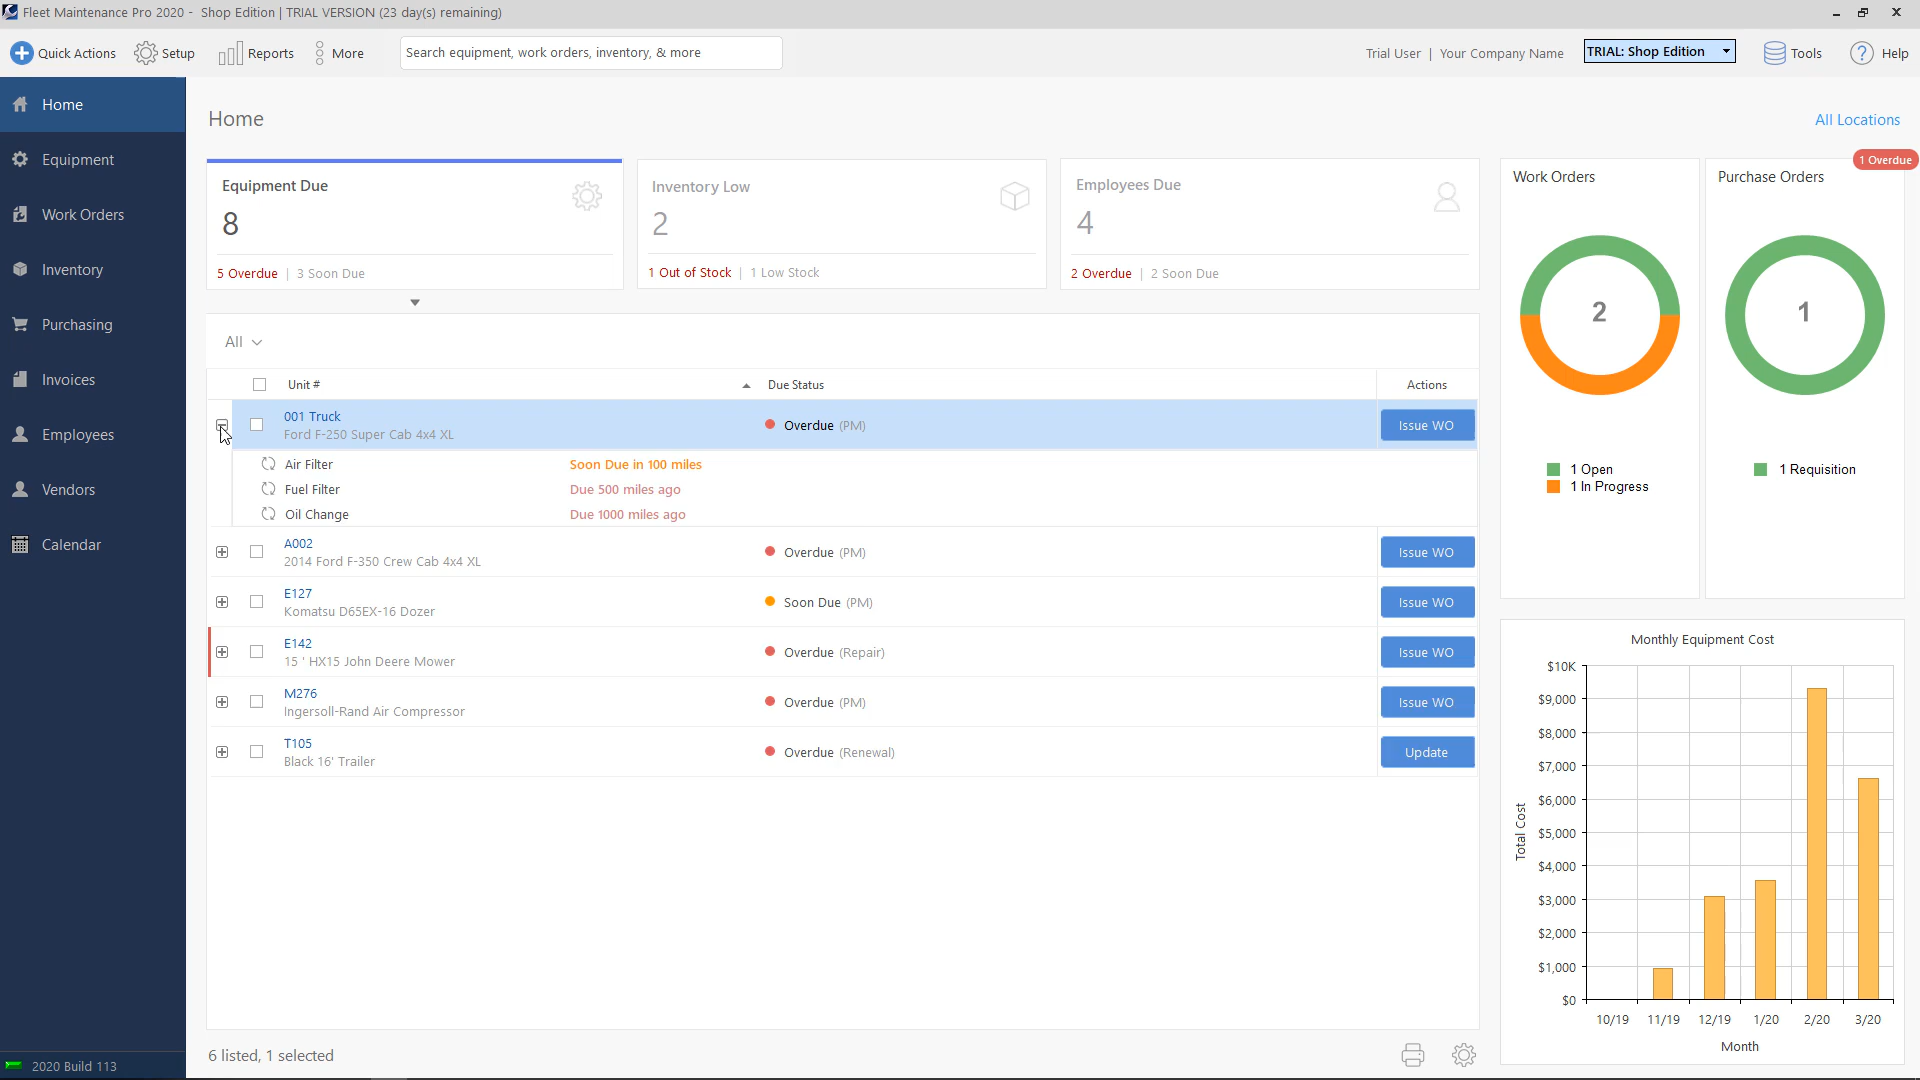 Fleet Maintenance Pro 2020 - Shop Edition | TRIAL VERSION (23 day(s) remaining)
Quick Actions
Setup
Reports
More
Search equipment, work orders, inventory, & more
Trial User | Your Company Name
TRIAL: Shop Edition
Tools
Help
Home
Equipment
Work Orders
Inventory
Purchasing
Invoices
Employees
Vendors
Calendar
2020 Build 113
Home
All Locations
Equipment Due
8
5 Overdue | 3 Soon Due
Inventory Low
2
1 Out of Stock | 1 Low Stock
Employees Due
4
2 Overdue | 2 Soon Due
All
Unit # Due Status Actions
001 Truck
Ford F-250 Super Cab 4x4 XL
Overdue (PM)
Issue WO
Air Filter Soon Due in 100 miles
Fuel Filter Due 500 miles ago
Oil Change Due 1000 miles ago
A002
2014 Ford F-350 Crew Cab 4x4 XL
Overdue (PM)
Issue WO
E127
Komatsu D65EX-16 Dozer
Soon Due (PM)
Issue WO
E142
15 ' HX15 John Deere Mower
Overdue (Repair)
Issue WO
M276
Ingersoll-Rand Air Compressor
Overdue (PM)
Issue WO
T105
Black 16' Trailer
Overdue (Renewal)
Update
6 listed, 1 selected
Work Orders
2
1 Open
1 In Progress
1 Overdue
Purchase Orders
1
1 Requisition
Monthly Equipment Cost
$10K
$9,000
$8,000
$7,000
$6,000
$5,000
$4,000
$3,000
$2,000
$1,000
$0
Total Cost
10/19 11/19 12/19 1/20 2/20 3/20
Month